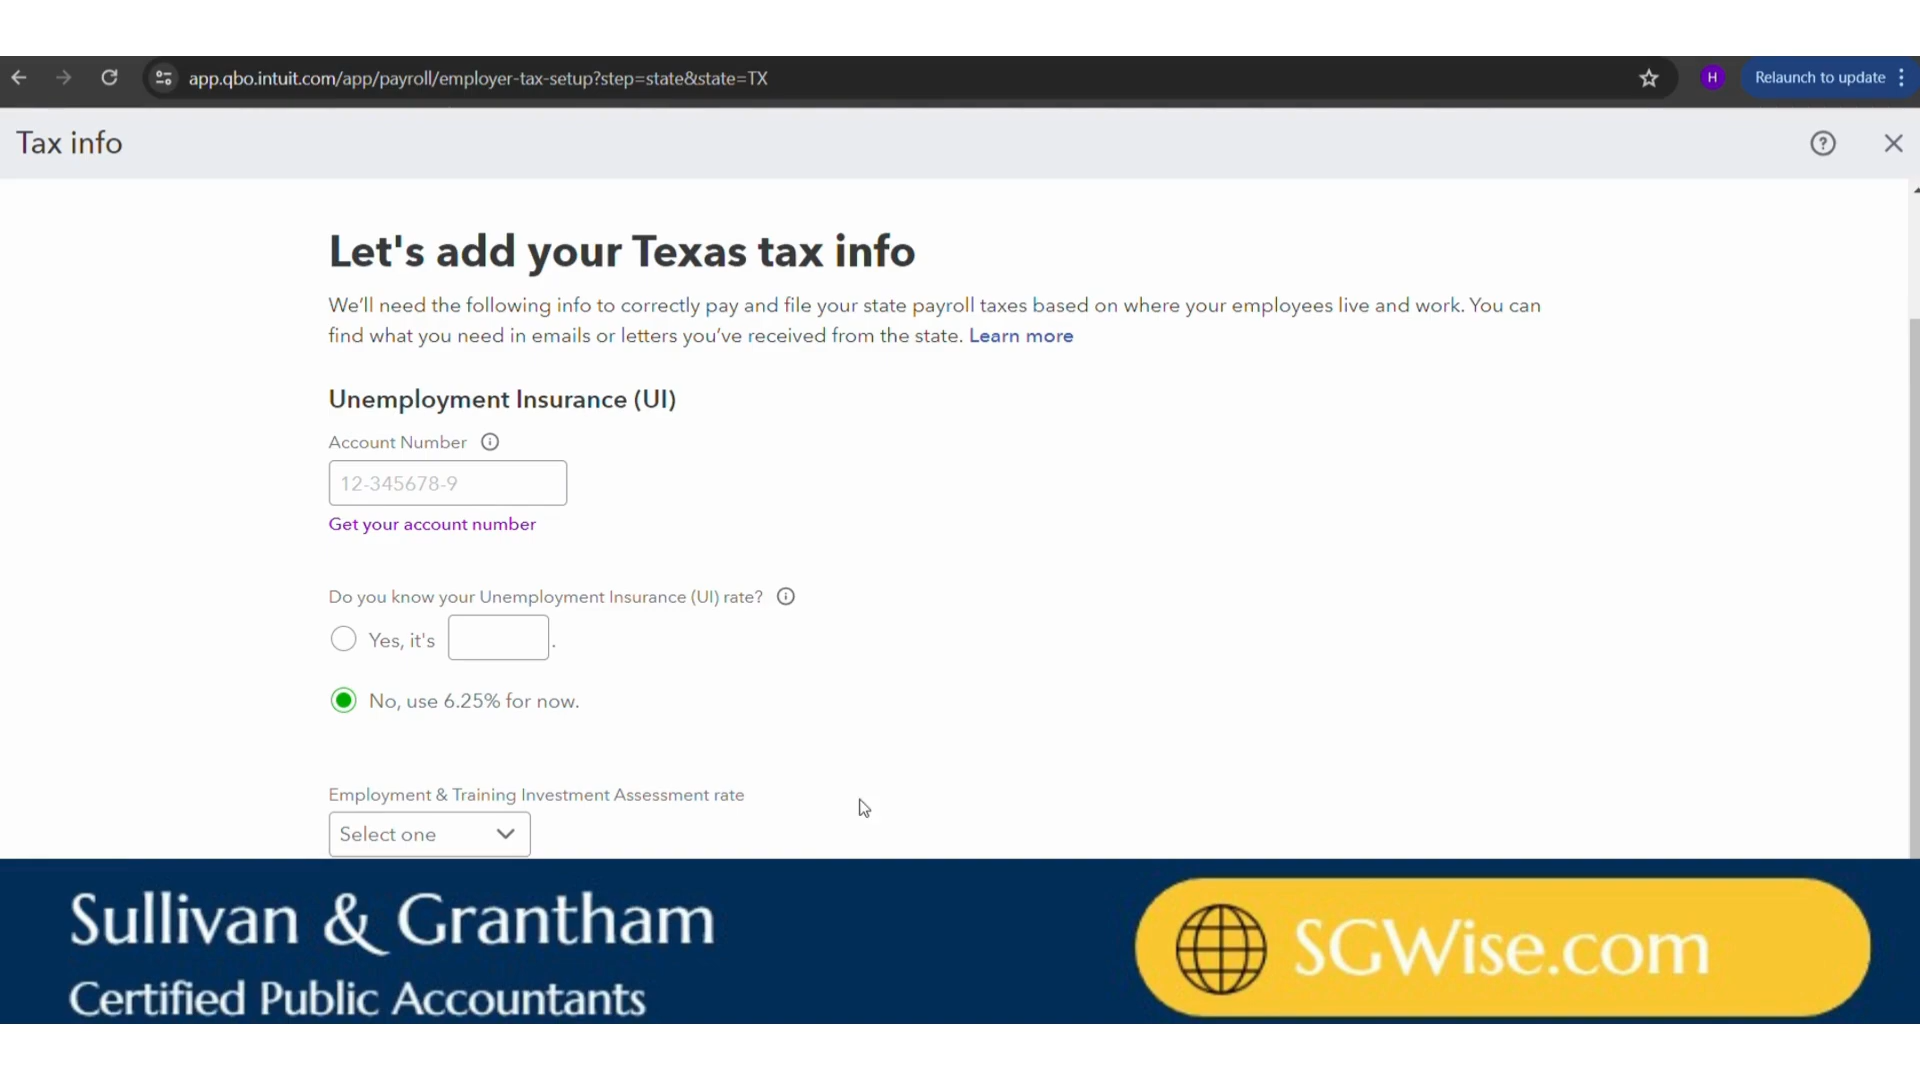 app.qbo.intuit.com/app/payroll/employer-tax-setup?step=state&state=TX
H
Relaunch to update
Tax info
Let's add your Texas tax info
We'll need the following info to correctly pay and file your state payroll taxes based on where your employees live and work. You can
find what you need in emails or letters you've received from the state. Learn more
Unemployment Insurance (UI)
Account Number
12-345678-9
Get your account number
Do you know your Unemployment Insurance (UI) rate?
Yes, it's .
No, use 6.25% for now.
Employment & Training Investment Assessment rate
Select one
Sullivan & Grantham
Certified Public Accountants
SGWise.com